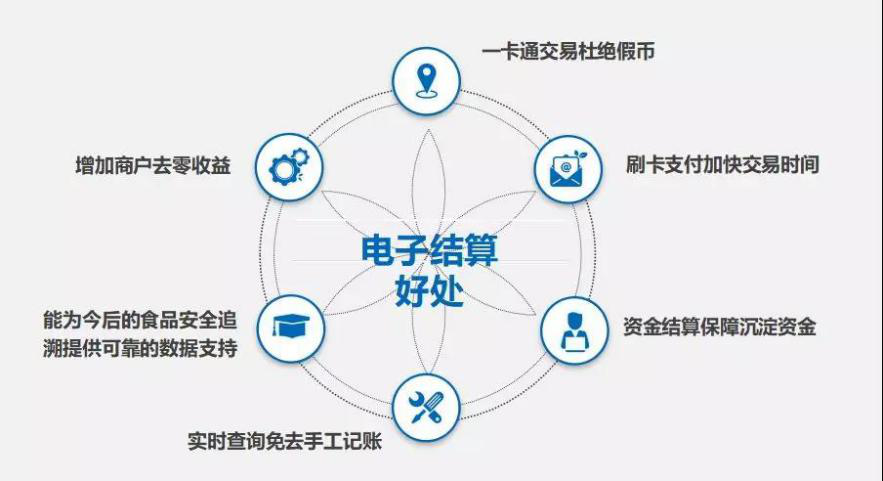 一卡通交易杜绝假币
增加商户去零收益
刷卡支付加快交易时间
电子结算
好处
能为今后的食品安全追
溯提供可靠的数据支持
资金结算保障沉淀资金
实时查询免去手工记账